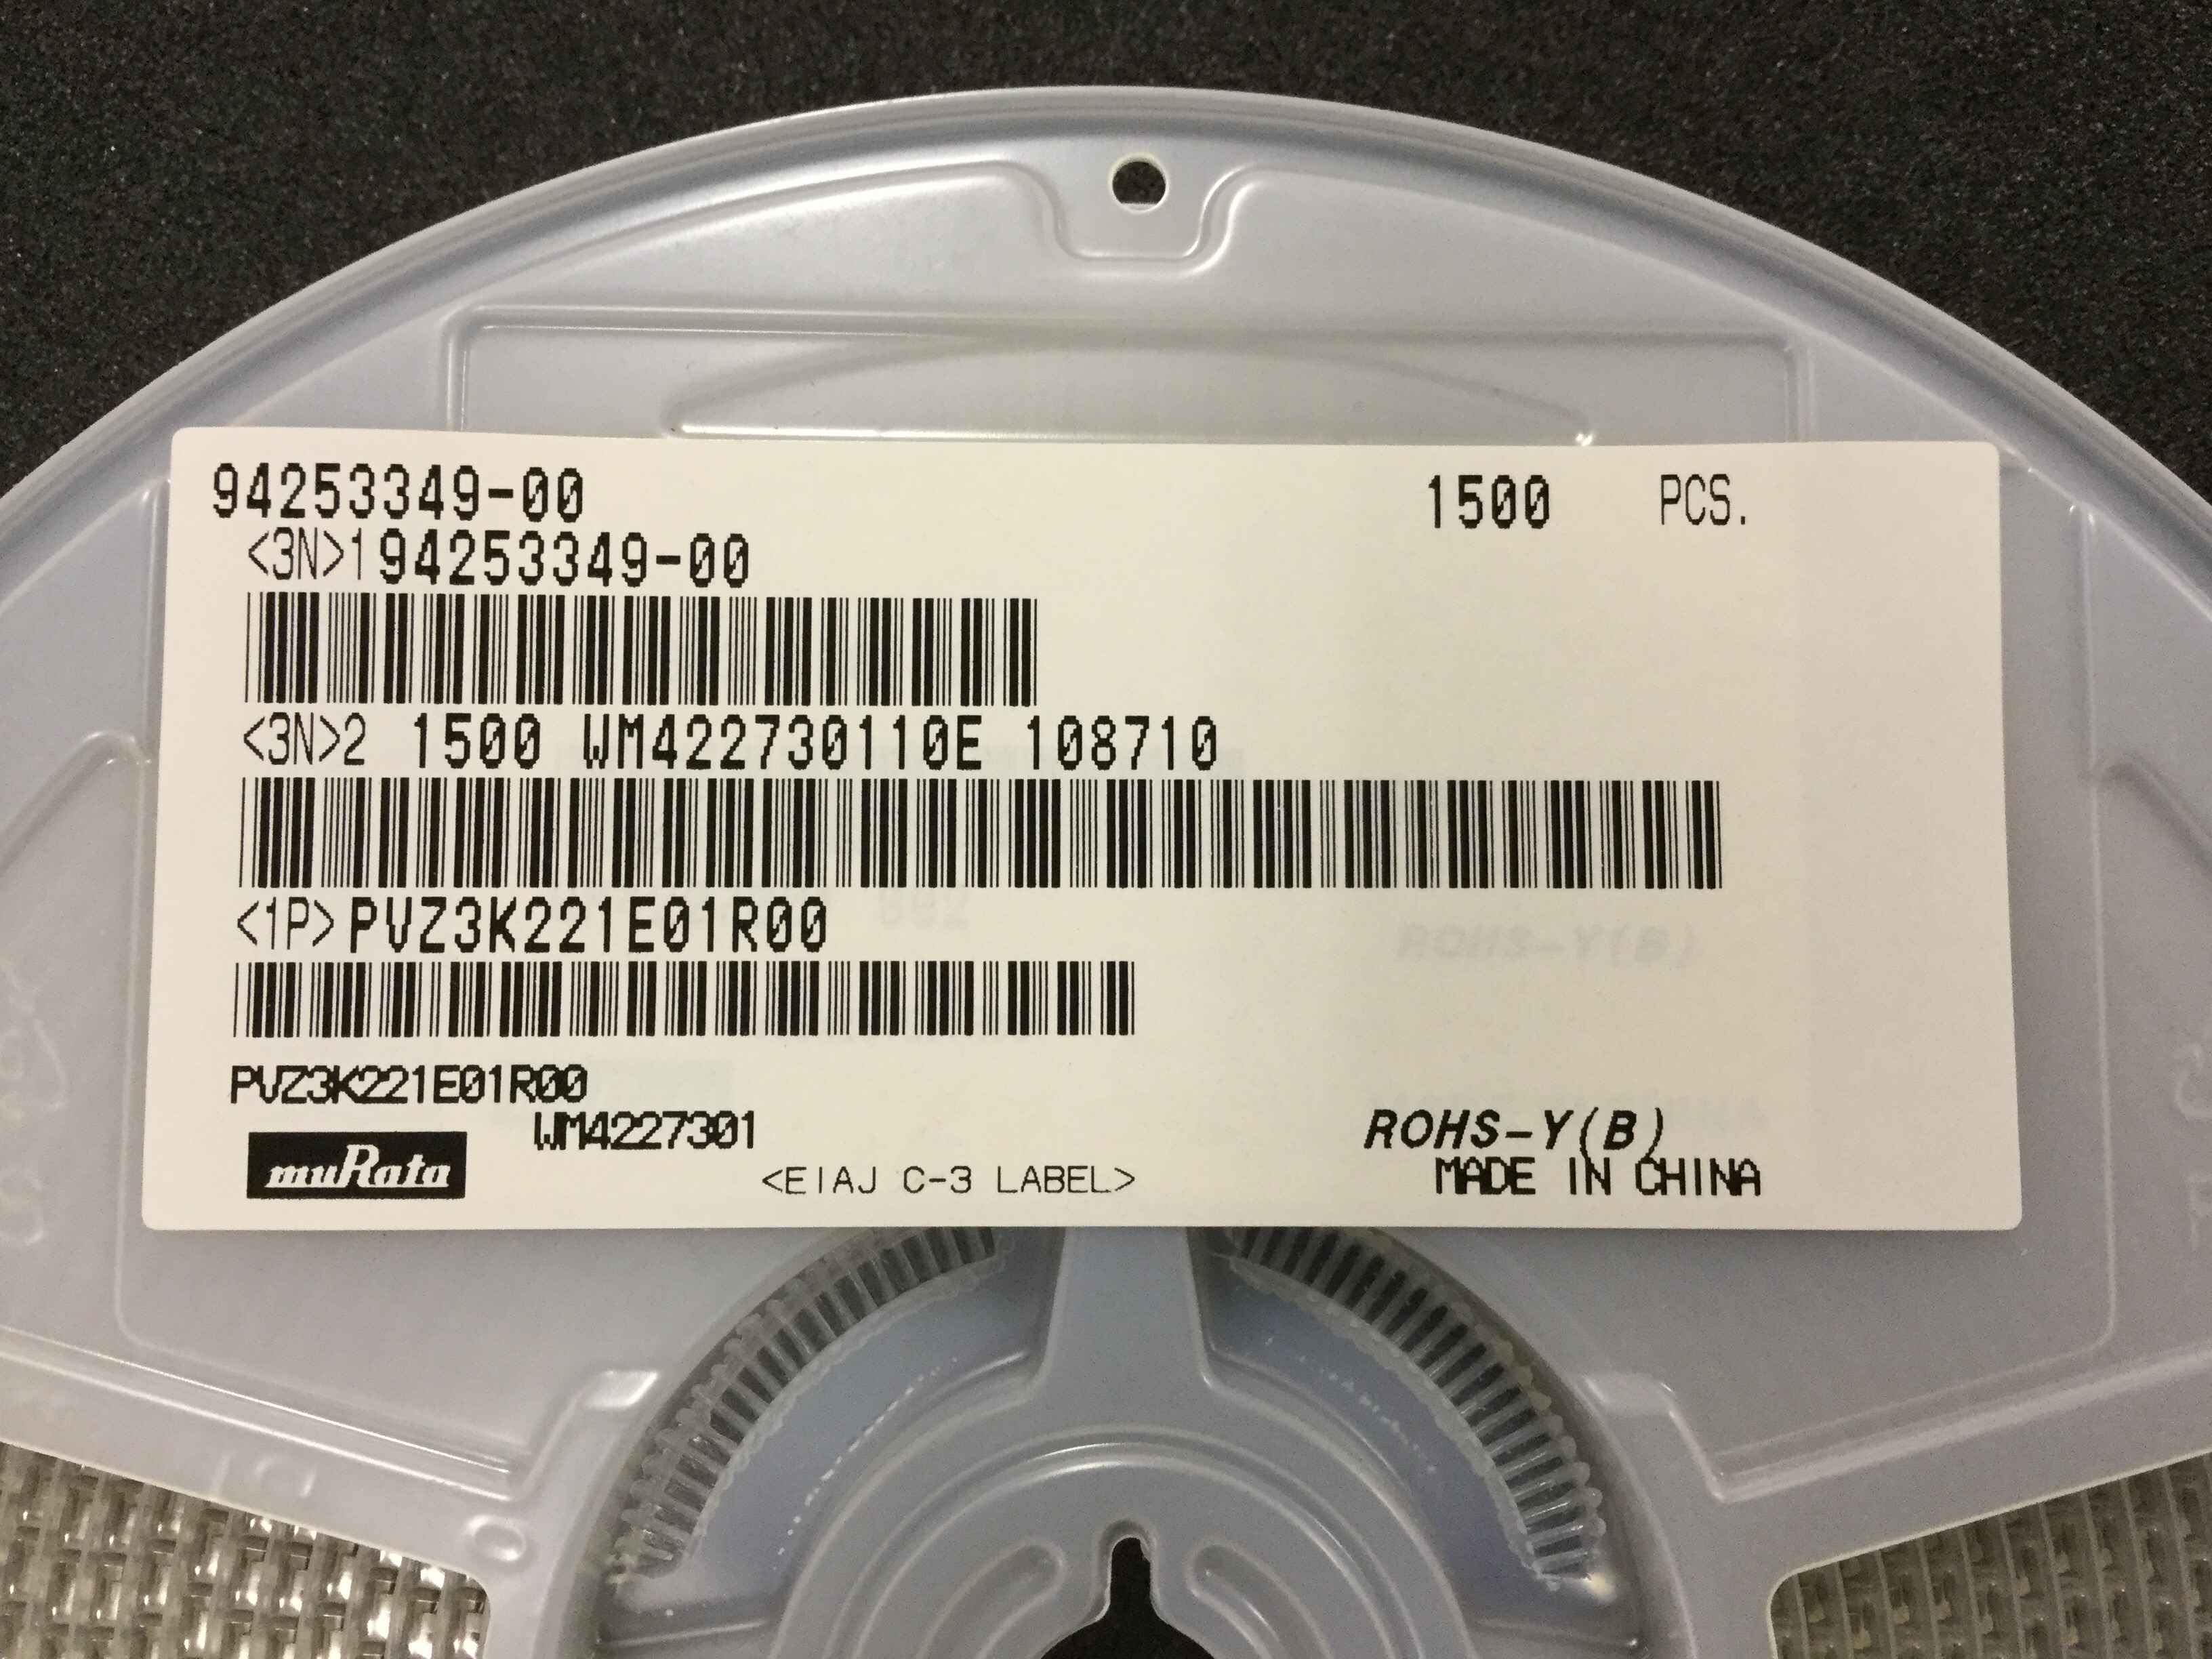 94253349-00 1500 PCS.
<3N>194253349-00
<3N>2 1500 WM422730110E 108710
<1P>PVZ3K221E01R00
ROHS-Y(B)
PVZ3K221E01R00
WM4227301 ROHS-Y(B)
muRata <EIAJ C-3 LABEL> MADE IN CHINA